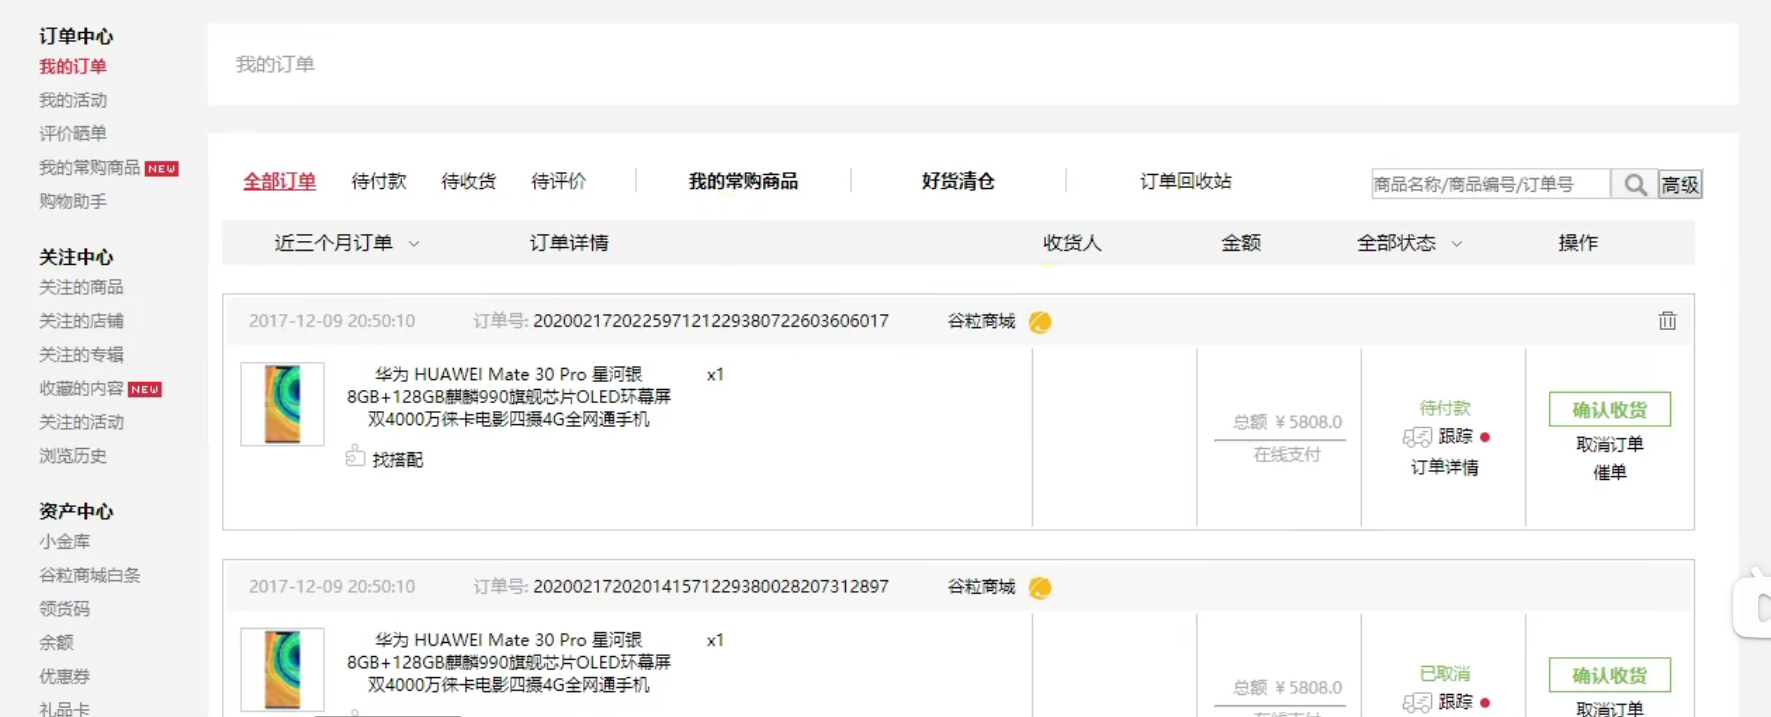 订单中心
我的订单
我的活动
评价晒单
我的常购商品 NEW
购物助手
关注中心
关注的商品
关注的店铺
关注的专辑
收藏的内容 NEW
关注的活动
浏览历史
资产中心
小金库
谷粒商城白条
领货码
余额
优惠券
礼品卡
我的订单
全部订单 待付款 待收货 待评价 我的常购商品 好货清仓 订单回收站 商品名称/商品编号/订单号 高级
近三个月订单 订单详情 收货人 金额 全部状态 操作
2017-12-09 20:50:10 订单号: 202002172022597121229380722603606017 谷粒商城
华为 HUAWEI Mate 30 Pro 星河银 x1
8GB+128GB麒麟990旗舰芯片OLED环幕屏
双4000万徕卡电影四摄4G全网通手机
找搭配
总额 ￥5808.0
在线支付
待付款
跟踪
订单详情
确认收货
取消订单
催单
2017-12-09 20:50:10 订单号: 202002172020141571229380028207312897 谷粒商城
华为 HUAWEI Mate 30 Pro 星河银 x1
8GB+128GB麒麟990旗舰芯片OLED环幕屏
双4000万徕卡电影四摄4G全网通手机
总额 ￥5808.0
在线支付
已取消
跟踪
确认收货
取消订单